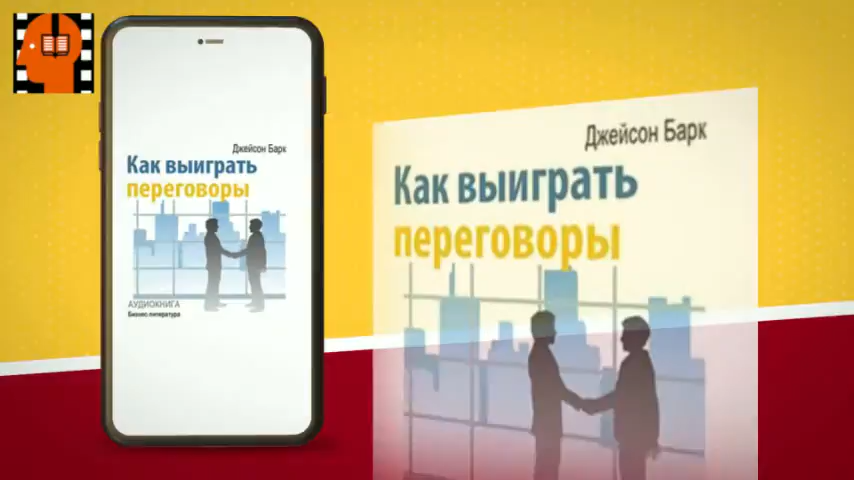 Джейсон Барк
Как выиграть
переговоры
АУДИОКНИГА
Бизнес литература
Джейсон Барк
Как выиграть
переговоры